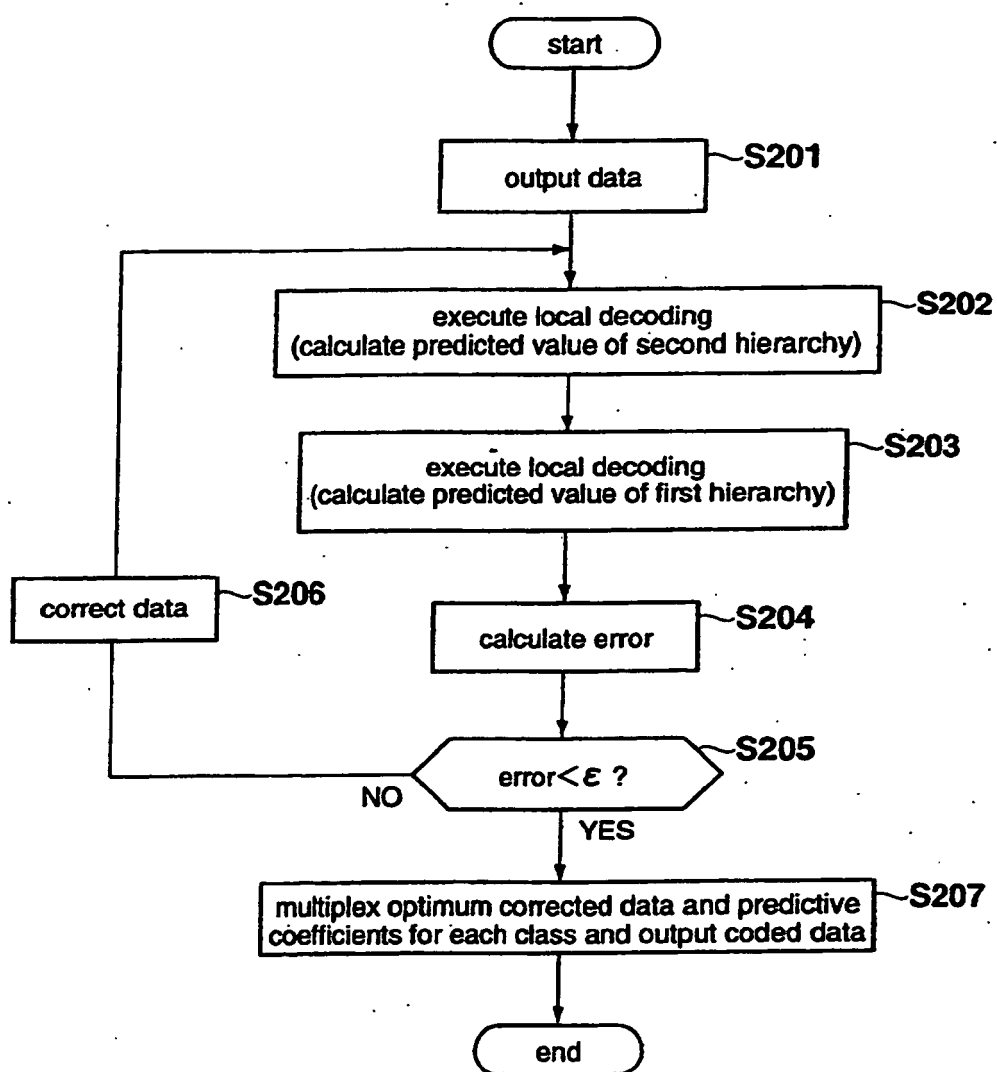 start
output data
S201
execute local decoding
(calculate predicted value of second hierarchy)
S202
execute local decoding
(calculate predicted value of first hierarchy)
S203
correct data
S206
calculate error
S204
error<ε ?
S205
NO
YES
multiplex optimum corrected data and predictive
coefficients for each class and output coded data
S207
end